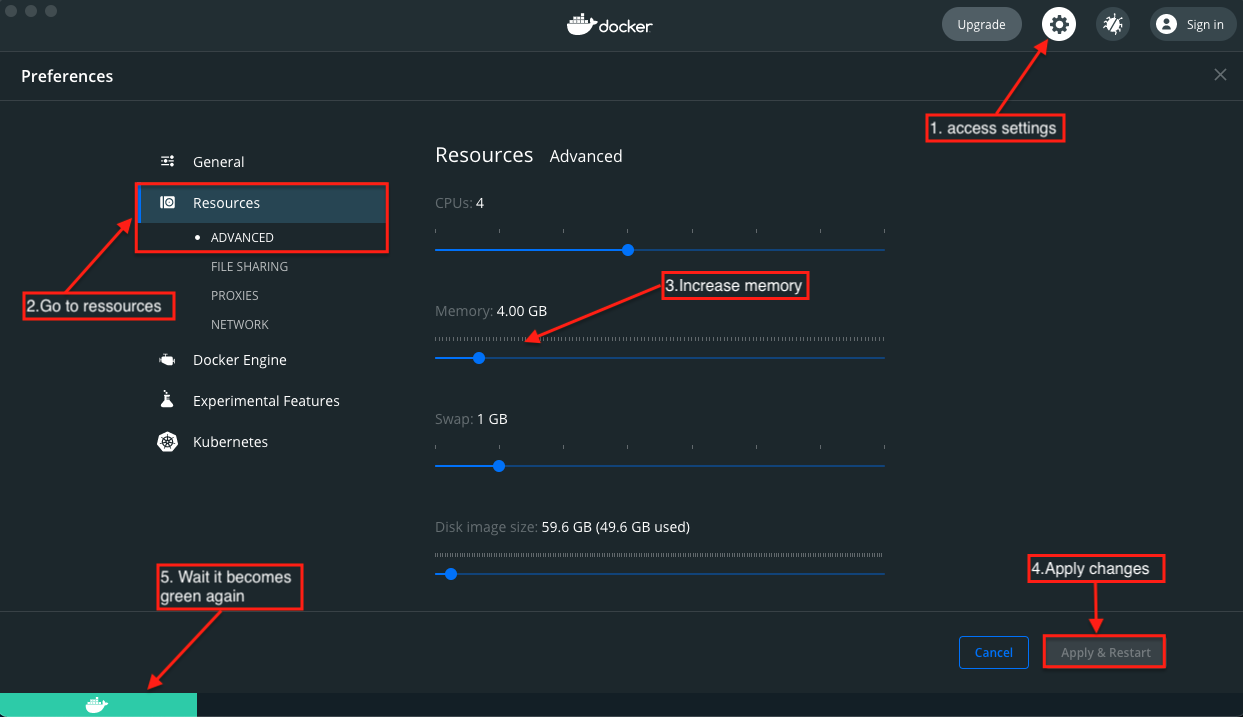 docker
Upgrade
Sign in
Preferences
1. access settings
General
Resources
ADVANCED
FILE SHARING
PROXIES
NETWORK
Docker Engine
Experimental Features
Kubernetes
2.Go to ressources
Resources Advanced
CPUs: 4
3.Increase memory
Memory: 4.00 GB
Swap: 1 GB
Disk image size: 59.6 GB (49.6 GB used)
5. Wait it becomes
green again
4.Apply changes
Cancel
Apply & Restart